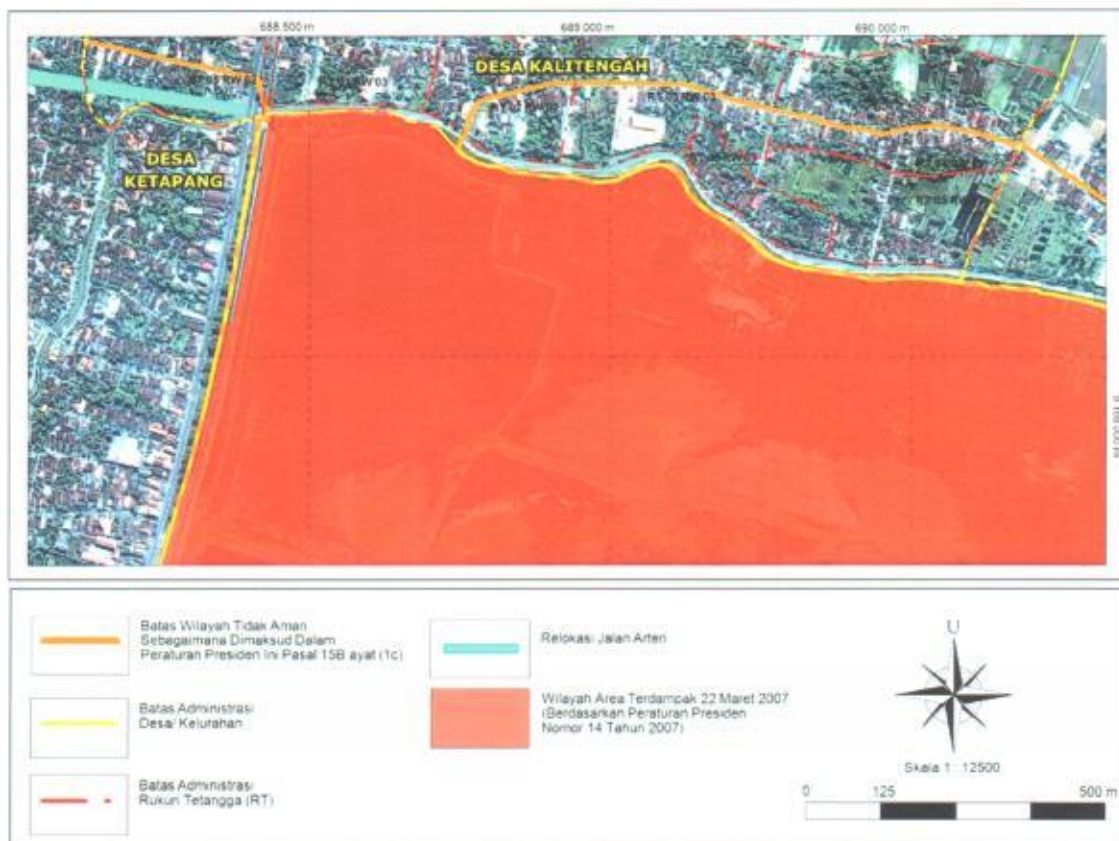 688.500 m
689.000 m
690.000 m
DESA KALITENGAH
DESA
KETAPANG
Batas Wilayah Tidak Aman
Sebagaimana Dimaksud Dalam
Peraturan Presiden Ini Pasal 15B ayat (1c)
Batas Administrasi
Desa/ Kelurahan
Batas Administrasi
Rukun Tetangga (RT)
Relokasi Jalan Arteri
Wilayah Area Terdampak 22 Maret 2007
(Berdasarkan Peraturan Presiden
Nomor 14 Tahun 2007)
U
Skala 1 : 12500
0 125 500 m